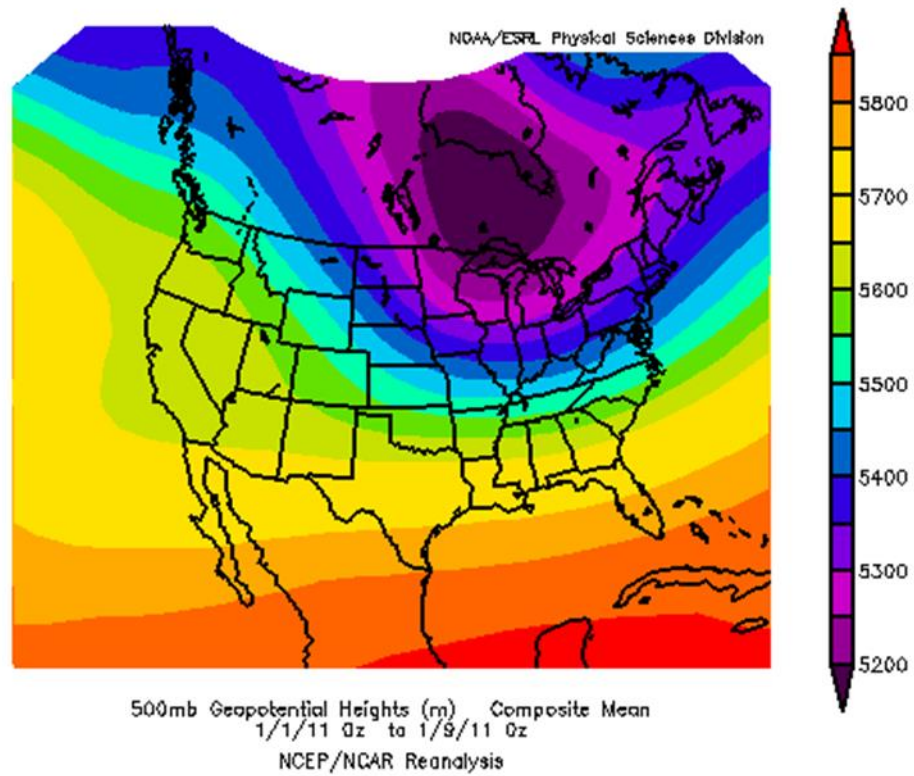 NOAA/ESRL Physical Sciences Division
5800
5700
5600
5500
5400
5300
5200
500mb Geopotential Heights (m) Composite Mean
1/1/11 0z to 1/9/11 0z
NCEP/NCAR Reanalysis